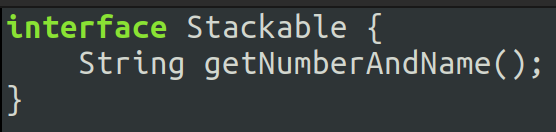 interface Stackable {
    String getNumberAndName();
}